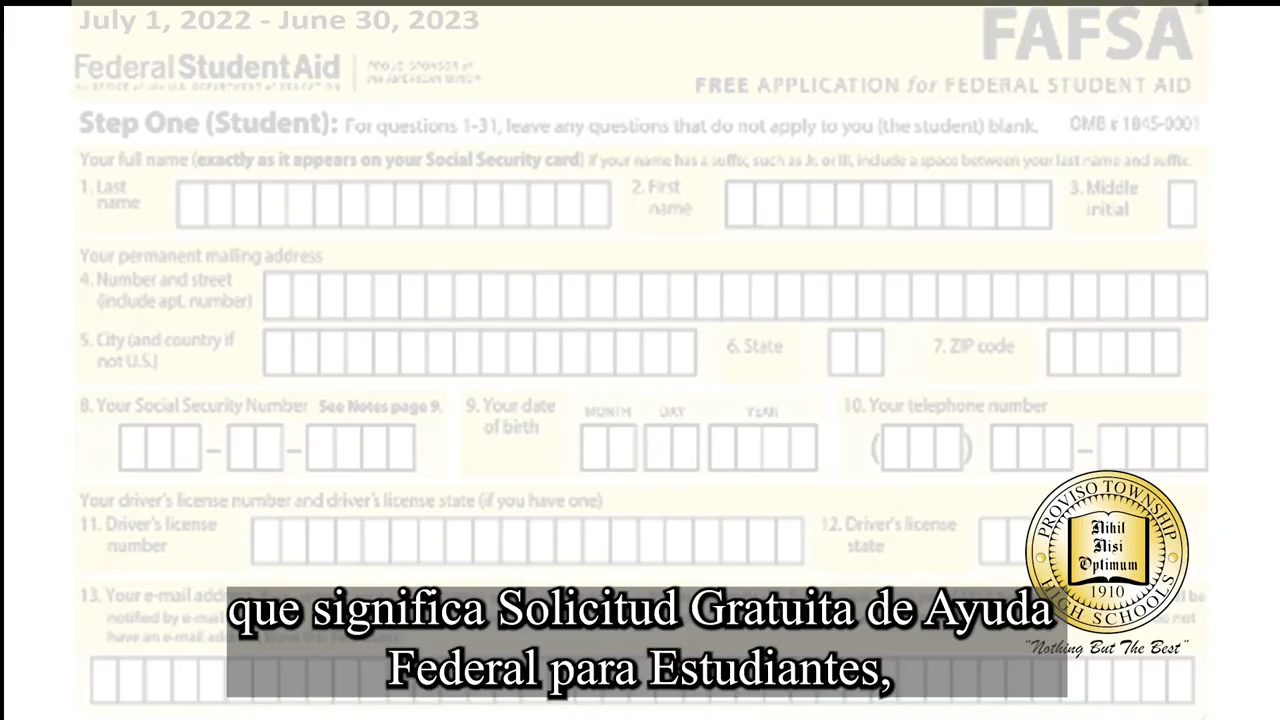 July 1, 2022 - June 30, 2023
FAFSA
Federal Student Aid
FREE APPLICATION for FEDERAL STUDENT AID
Step One (Student): For questions 1-31, leave any questions that do not apply to you (the student) blank. OMB # 1845-0001
Your full name (exactly as it appears on your Social Security card) If your name has a suffix, such as Jr. or III, include a space between your last name and suffix.
1. Last name
2. First name
3. Middle initial
Your permanent mailing address
4. Number and street (include apt. number)
5. City (and country if not U.S.)
6. State
7. ZIP code
8. Your Social Security Number See Notes page 9.
9. Your date of birth
MONTH DAY YEAR
10. Your telephone number
( ) –
Your driver's license number and driver's license state (if you have one)
11. Driver's license number
12. Driver's license state
13. Your e-mail
notified by e-mail
have an e-mail
PROVISO TOWNSHIP
Nihil
Nisi
Optimum
1910
HIGH SCHOOLS
"Nothing But The Best"
que significa Solicitud Gratuita de Ayuda
Federal para Estudiantes,